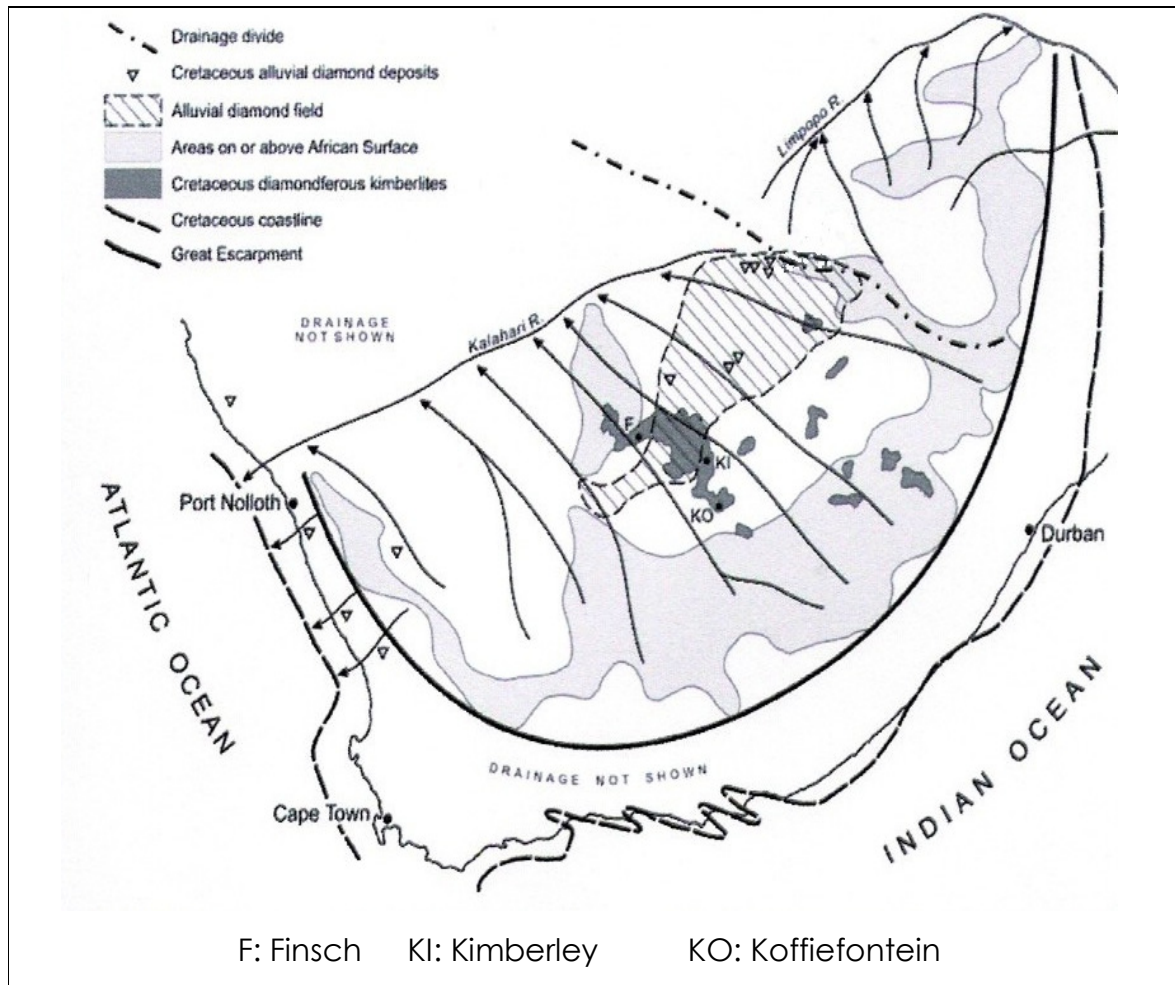 Drainage divide
Cretaceous alluvial diamond deposits
Alluvial diamond field
Areas on or above African Surface
Cretaceous diamondferous kimberlites
Cretaceous coastline
Great Escarpment
Limpopo R.
DRAINAGE
NOT SHOWN
Kalahari R.
F
KI
KO
Port Nolloth
Durban
ATLANTIC OCEAN
INDIAN OCEAN
DRAINAGE NOT SHOWN
Cape Town
F: Finsch KI: Kimberley KO: Koffiefontein